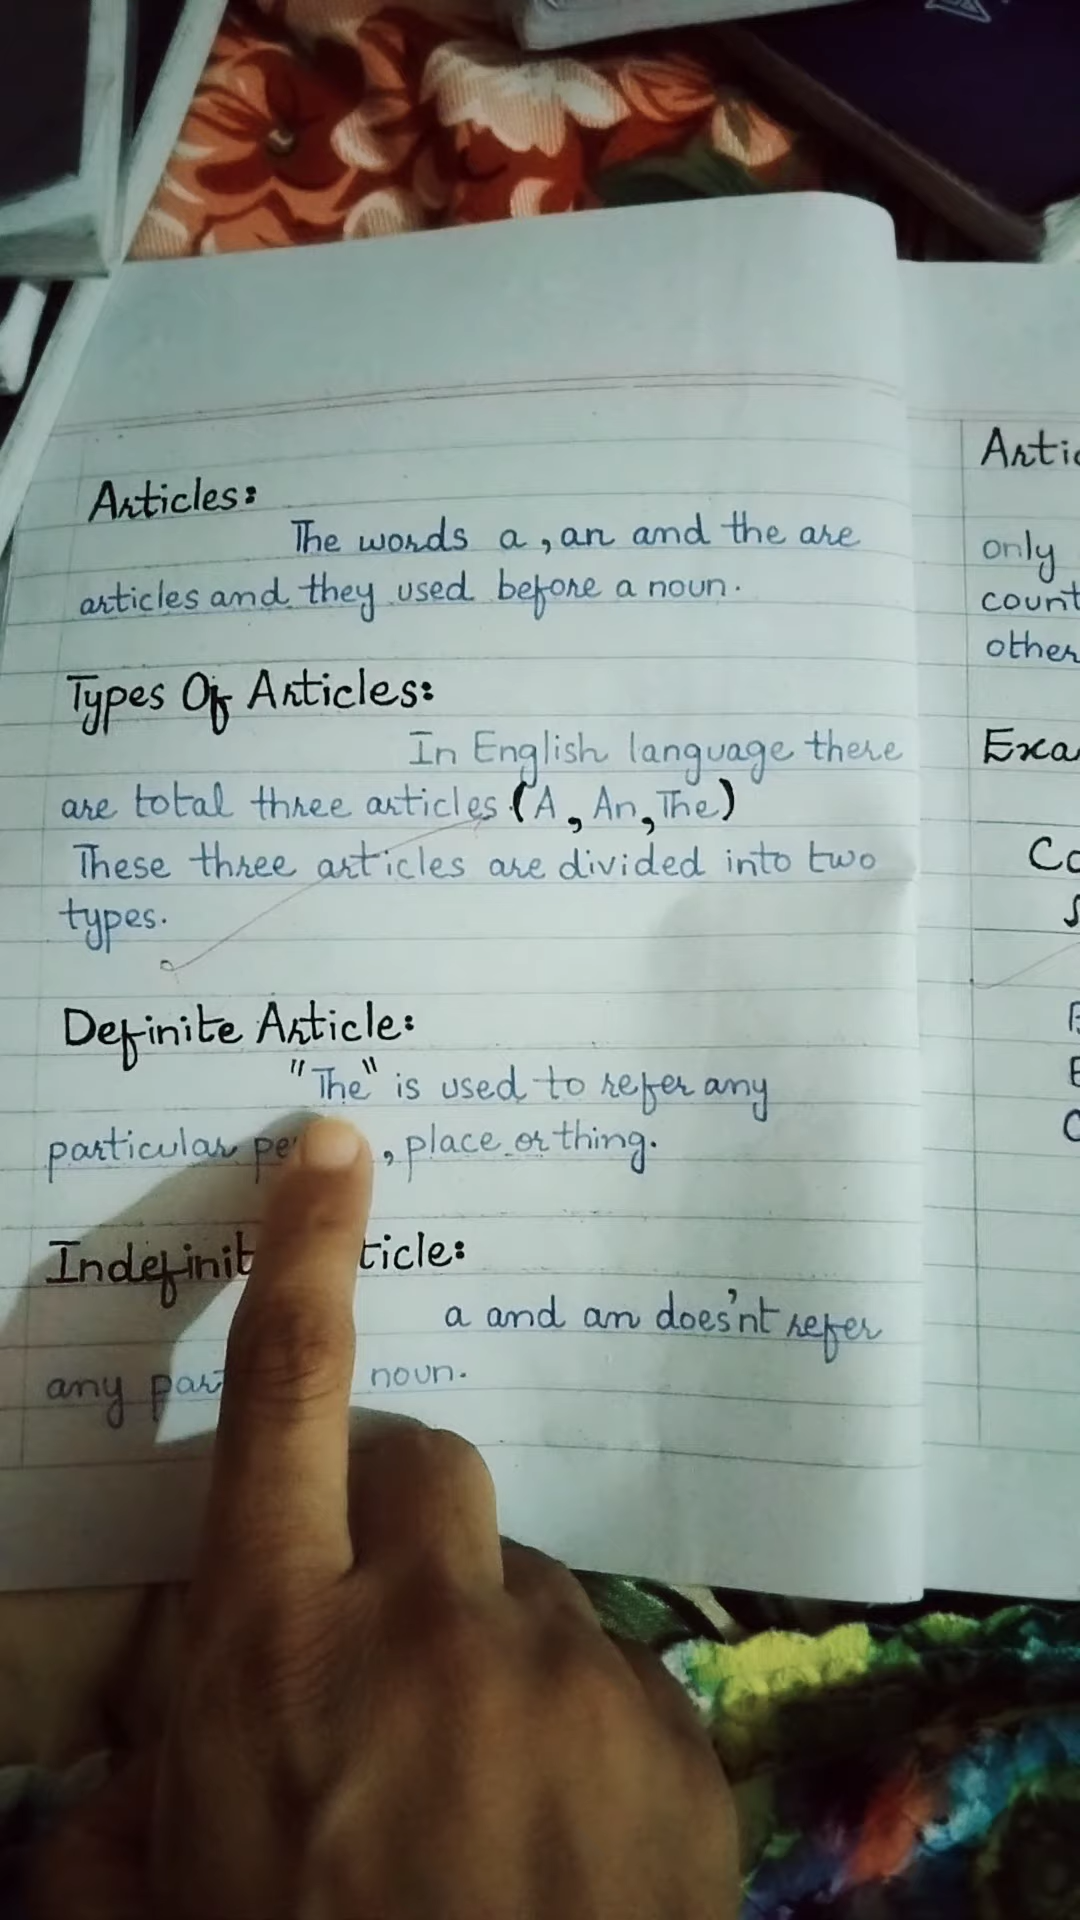 Articles:
The words a, an and the are
articles and they used before a noun.
Types Of Articles:
In English language there
are total three articles (A, An, The)
These three articles are divided into two
types.
Definite Article:
"The" is used to refer any
particular , place or thing.
Indefinit ticle:
a and an does'nt refer
any noun.
only
count
other